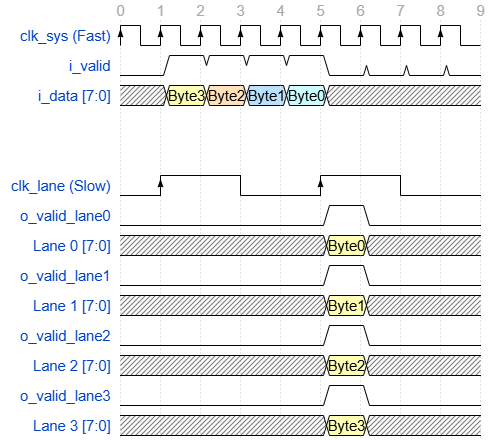 0 1 2 3 4 5 6 7 8 9
clk_sys (Fast)
i_valid
i_data [7:0] Byte3 Byte2 Byte1 Byte0
clk_lane (Slow)
o_valid_lane0
Lane 0 [7:0] Byte0
o_valid_lane1
Lane 1 [7:0] Byte1
o_valid_lane2
Lane 2 [7:0] Byte2
o_valid_lane3
Lane 3 [7:0] Byte3